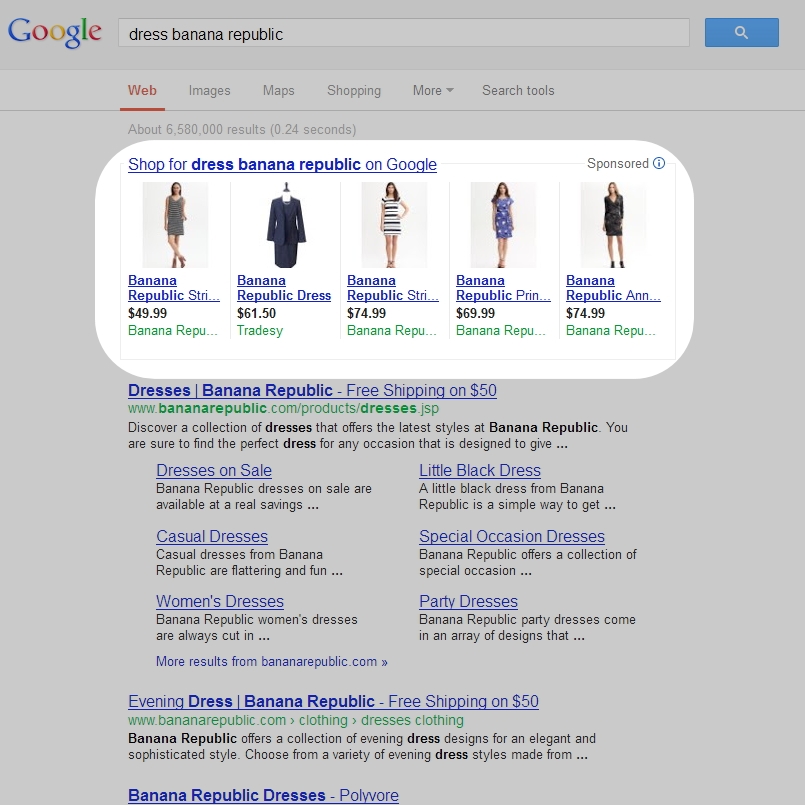 Google
dress banana republic
Web Images Maps Shopping More Search tools
About 6,580,000 results (0.24 seconds)
Shop for dress banana republic on Google
Sponsored
Banana
Republic Stri...
$49.99
Banana Repu...
Banana
Republic Dress
$61.50
Tradesy
Banana
Republic Stri...
$74.99
Banana Repu...
Banana
Republic Prin...
$69.99
Banana Repu...
Banana
Republic Ann...
$74.99
Banana Repu...
Dresses | Banana Republic - Free Shipping on $50
www.bananarepublic.com/products/dresses.jsp
Discover a collection of dresses that offers the latest styles at Banana Republic. You
are sure to find the perfect dress for any occasion that is designed to give ...
Dresses on Sale
Banana Republic dresses on sale are
available at a real savings ...
Little Black Dress
A little black dress from Banana
Republic is a simple way to get ...
Casual Dresses
Casual dresses from Banana
Republic are flattering and fun ...
Special Occasion Dresses
Banana Republic offers a collection of
special occasion ...
Women's Dresses
Banana Republic women's dresses
are always cut in ...
Party Dresses
Banana Republic party dresses come
in an array of designs that ...
More results from bananarepublic.com »
Evening Dress | Banana Republic - Free Shipping on $50
www.bananarepublic.com › clothing › dresses clothing
Banana Republic offers a collection of evening dress designs for an elegant and
sophisticated style. Choose from a variety of evening dress styles made from ...
Banana Republic Dresses - Polyvore